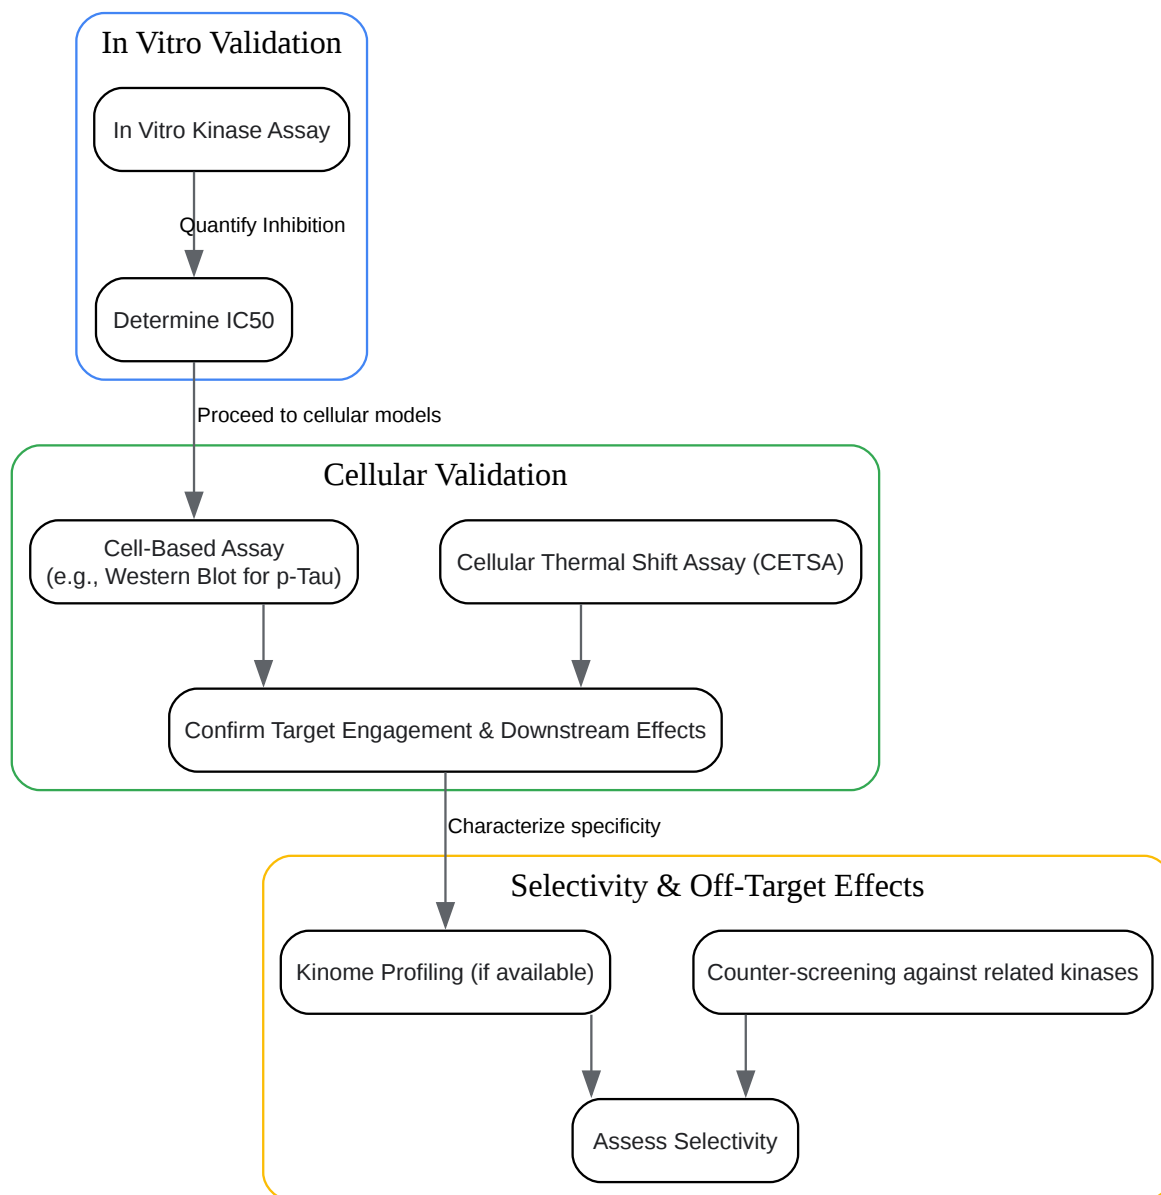 In Vitro Validation
In Vitro Kinase Assay
Quantify Inhibition
Determine IC50
Proceed to cellular models
Cellular Validation
Cell-Based Assay
(e.g., Western Blot for p-Tau)
Cellular Thermal Shift Assay (CETSA)
Confirm Target Engagement & Downstream Effects
Characterize specificity
Selectivity & Off-Target Effects
Kinome Profiling (if available)
Counter-screening against related kinases
Assess Selectivity